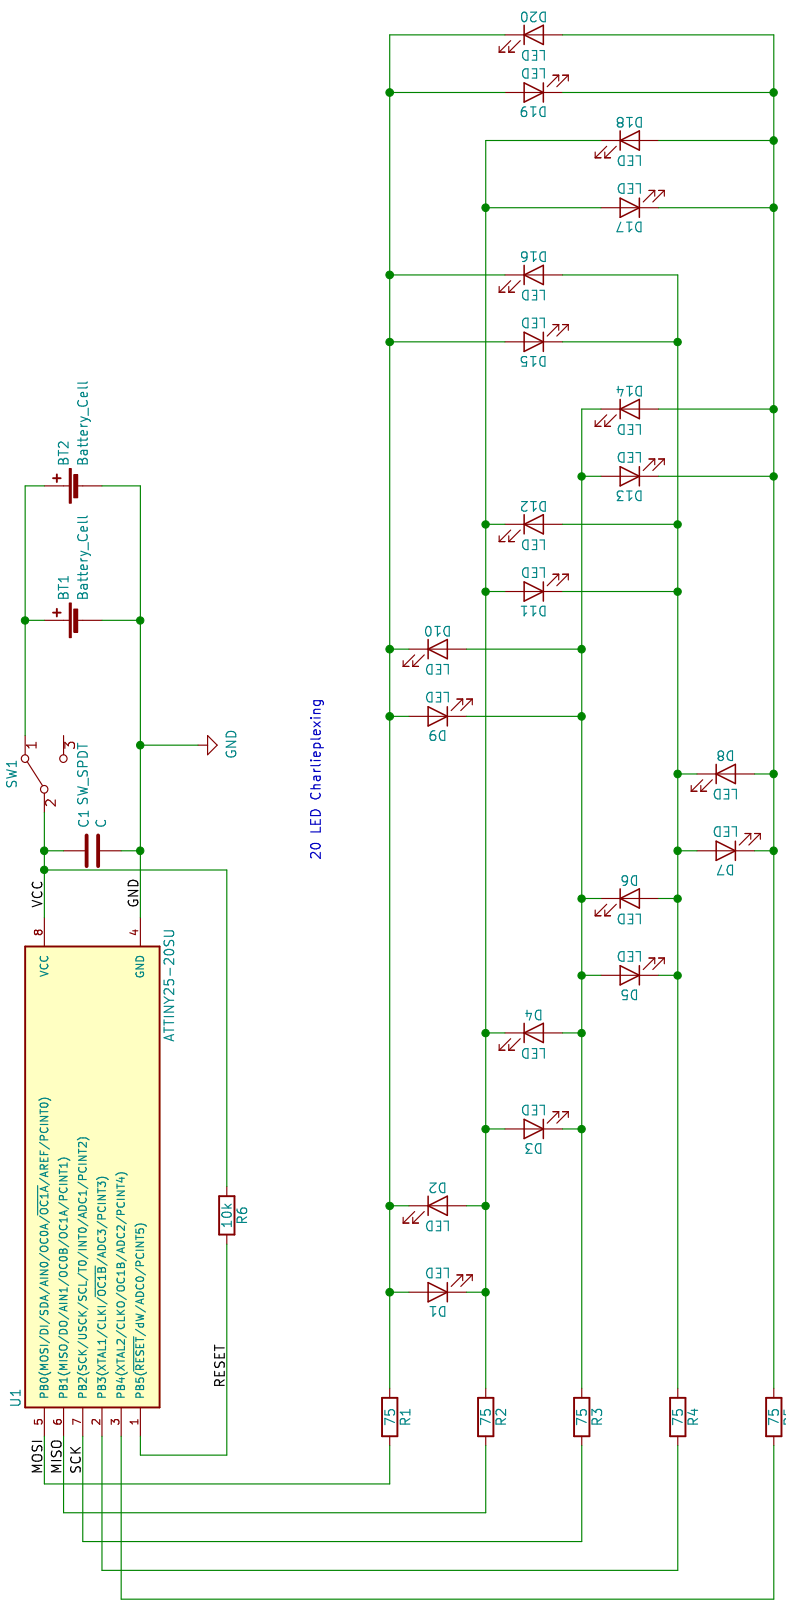 D20
LED
LED
D19
D18
LED
LED
D17
D16
LED
LED
D15
D14
LED
LED
D13
D12
LED
LED
D11
D10
LED
LED
D9
D8
LED
LED
D7
D6
LED
LED
D5
D4
LED
LED
D3
D2
LED
LED
D1
+
BT2
Battery_Cell
+
BT1
Battery_Cell
SW1
1
3
2
SW_SPDT
C1
C
GND
20 LED Charlieplexing
VCC
GND
8
4
VCC
GND
ATTINY25-20SU
U1
PB0(MOSI/DI/SDA/AIN0/OC0A/OC1A/AREF/PCINT0)
PB1(MISO/DO/AIN1/OC0B/OC1A/PCINT1)
PB2(SCK/USCK/SCL/T0/INT0/ADC1/PCINT2)
PB3(XTAL1/CLKI/OC1B/ADC3/PCINT3)
PB4(XTAL2/CLKO/OC1B/ADC2/PCINT4)
PB5(RESET/dW/ADC0/PCINT5)
5
6
7
2
3
1
MOSI
MISO
SCK
RESET
10k
R6
75
R1
75
R2
75
R3
75
R4
75